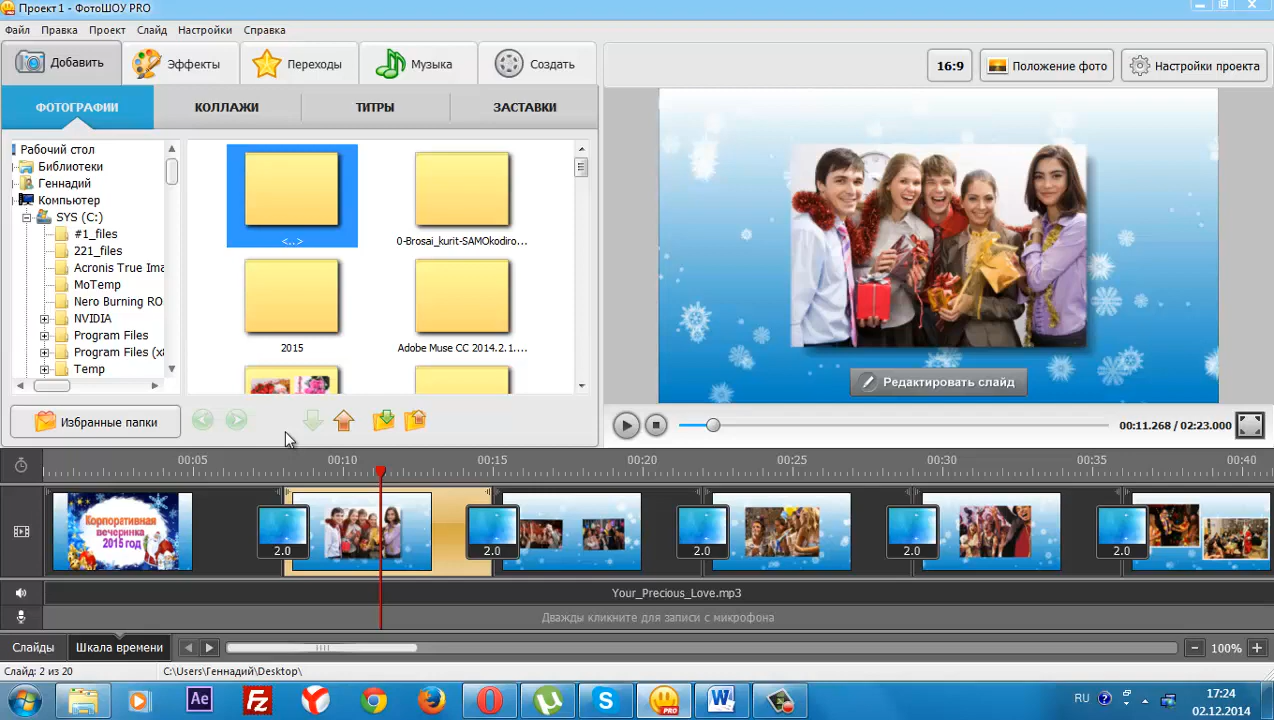 Проект1 - ФотоШОУ PRO
Файл Правка Проект Слайд Настройки Справка
Добавить Эффекты Переходы Музыка Создать
16:9 Положение фото Настройки проекта
ФОТОГРАФИИ КОЛЛАЖИ ТИТРЫ ЗАСТАВКИ
Рабочий стол
Библиотеки
Геннадий
Компьютер
SYS (C:)
#1_files
221_files
Acronis True Ima
MoTemp
Nero Burning RO
NVIDIA
Program Files
Program Files (x8
Temp
<..> 0-Brosai_kurit-SAMOkodiro...
2015 Adobe Muse CC 2014.2.1....
Редактировать слайд
Избранные папки
00:11.268 / 02:23.000
00:05 00:10 00:15 00:20 00:25 00:30 00:35 00:40
Корпоративная
вечеринка
2015 год
2.0 2.0 2.0 2.0 2.0
Your_Precious_Love.mp3
Дважды кликните для записи с микрофона
Слайды Шкала времени 100%
Слайд: 2 из 20 C:\Users\Геннадий\Desktop\
Ae FZ PRO RU 17:24
02.12.2014